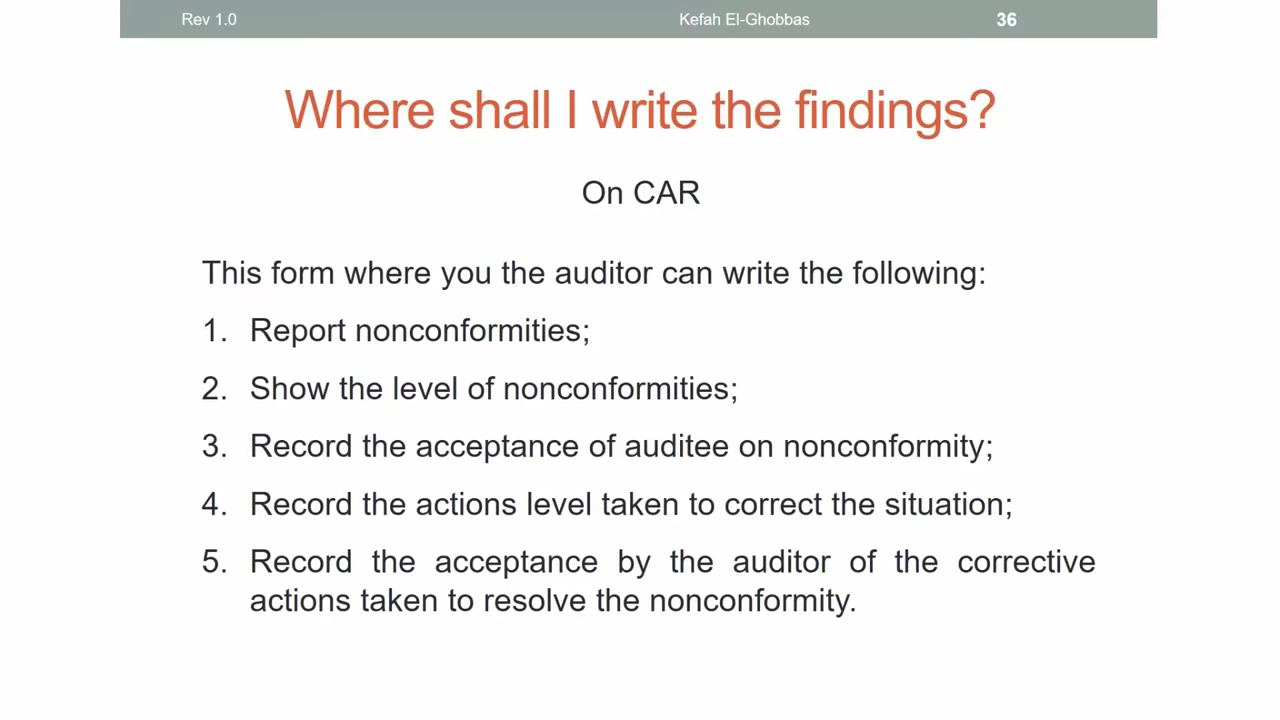 Rev 1.0 Kefah El-Ghobbas 36
Where shall I write the findings?
On CAR
This form where you the auditor can write the following:
1. Report nonconformities;
2. Show the level of nonconformities;
3. Record the acceptance of auditee on nonconformity;
4. Record the actions level taken to correct the situation;
5. Record the acceptance by the auditor of the corrective
actions taken to resolve the nonconformity.